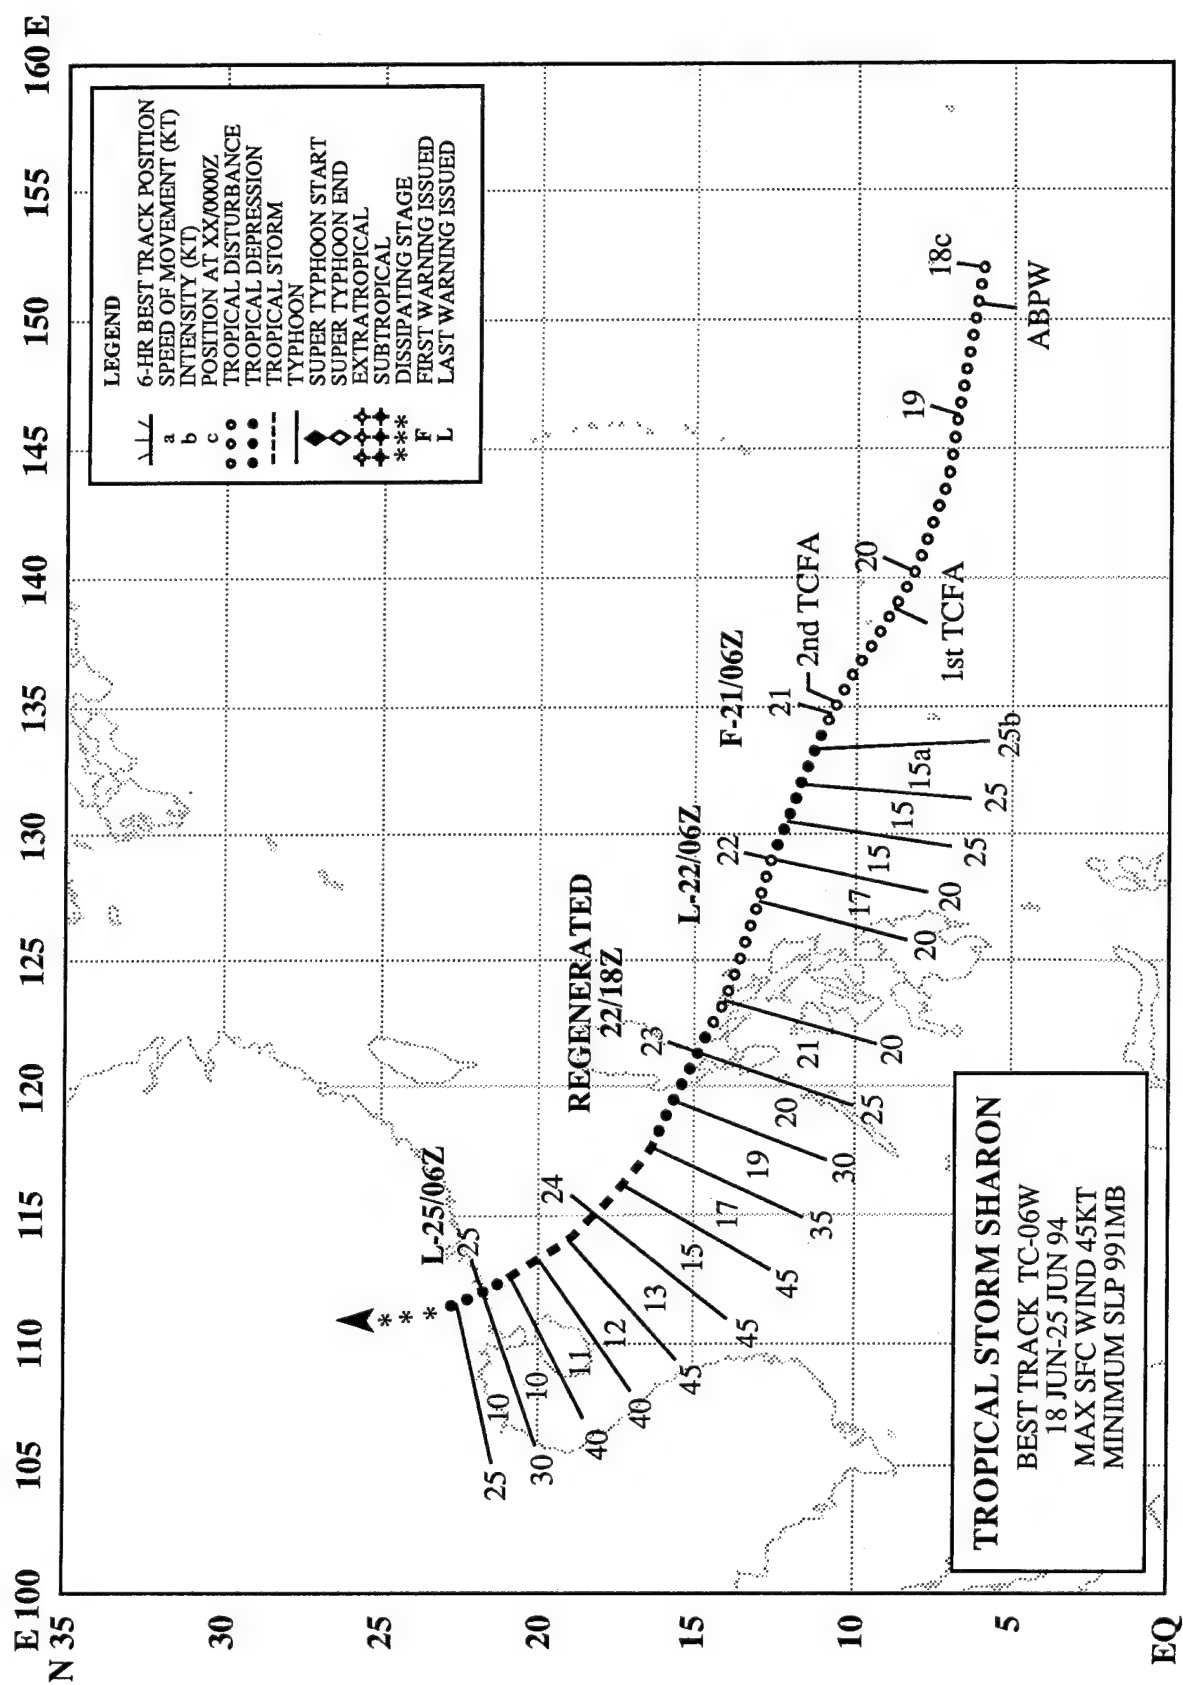 E 100
105
110
115
120
125
130
135
140
145
150
155
160 E
N 35
30
25
20
15
10
5
EQ
LEGEND
6-HR BEST TRACK POSITION
a SPEED OF MOVEMENT (KT)
b INTENSITY (KT)
c POSITION AT XX/0000Z
TROPICAL DISTURBANCE
TROPICAL DEPRESSION
TROPICAL STORM
TYPHOON
SUPER TYPHOON START
SUPER TYPHOON END
EXTRATROPICAL
SUBTROPICAL
*** DISSIPATING STAGE
F FIRST WARNING ISSUED
L LAST WARNING ISSUED
L-25/06Z
25
24
REGENERATED
22/18Z
23
L-22/06Z
22
F-21/06Z
21
2nd TCFA
20
1st TCFA
19
18c
ABPW
***
25
10
30
10
40
11
40
12
45
13
45
15
45
17
35
19
30
20
25
21
20
17
20
15
25
15
25
15a
25b
TROPICAL STORM SHARON
BEST TRACK TC-06W
18 JUN-25 JUN 94
MAX SFC WIND 45KT
MINIMUM SLP 991MB